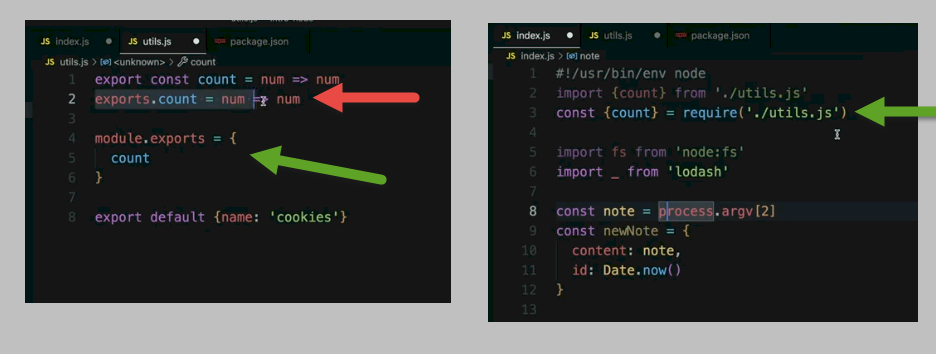 JS index.js
JS utils.js
package.json
JS utils.js > <unknown> > count
1 export const count = num => num
2 exports.count = num => num
3
4 module.exports = {
5 count
6 }
7
8 export default {name: 'cookies'}
JS index.js
JS utils.js
package.json
JS index.js > note
1 #!/usr/bin/env node
2 import {count} from './utils.js'
3 const {count} = require('./utils.js')
4
5 import fs from 'node:fs'
6 import _ from 'lodash'
7
8 const note = process.argv[2]
9 const newNote = {
10 content: note,
11 id: Date.now()
12 }
13